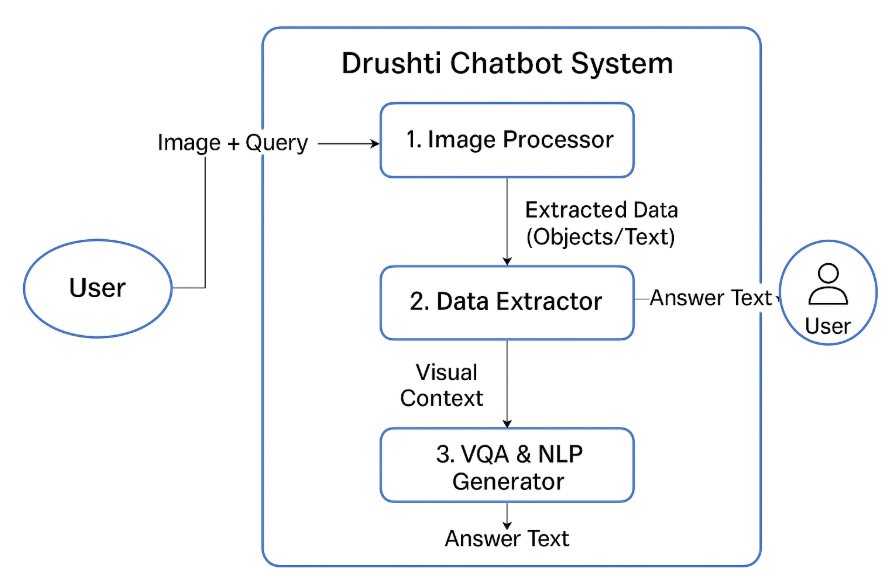 Drushti Chatbot System
Image + Query
1. Image Processor
Extracted Data
(Objects/Text)
User
2. Data Extractor
Answer Text
User
Visual
Context
3. VQA & NLP
Generator
Answer Text